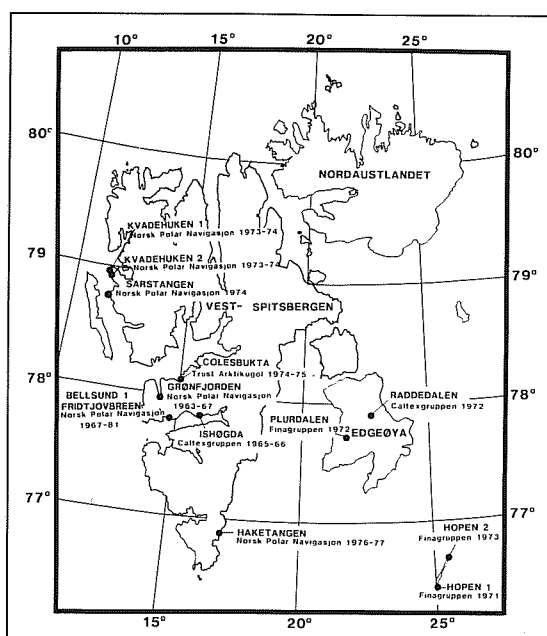 10° 15° 20° 25°
80° 80°
NORDAUSTLANDET
KVADEHUKEN 1
Norsk Polar Navigasjon 1973-74
79° KVADEHUKEN 2 79°
Norsk Polar Navigasjon 1973-74
SARSTANGEN
Norsk Polar Navigasjon 1974
VEST- SPITSBERGEN
COLESBUKTA
Trust Arktikugol 1974-75
78° 78°
GRØNFJORDEN
Norsk Polar Navigasjon
1963-67
BELLSUND 1
FRIDTJOVBREEN
Norsk Polar Navigasjon
1967-81
ISHØGDA
Caltexgruppen 1965-66
PLURDALEN
Finagruppen 1972
RADDEDALEN
Caltexgruppen 1972
EDGEØYA
77° 77°
HAKETANGEN
Norsk Polar Navigasjon 1976-77
HOPEN 2
Finagruppen 1973
HOPEN 1
Finagruppen 1971
15° 20° 25°